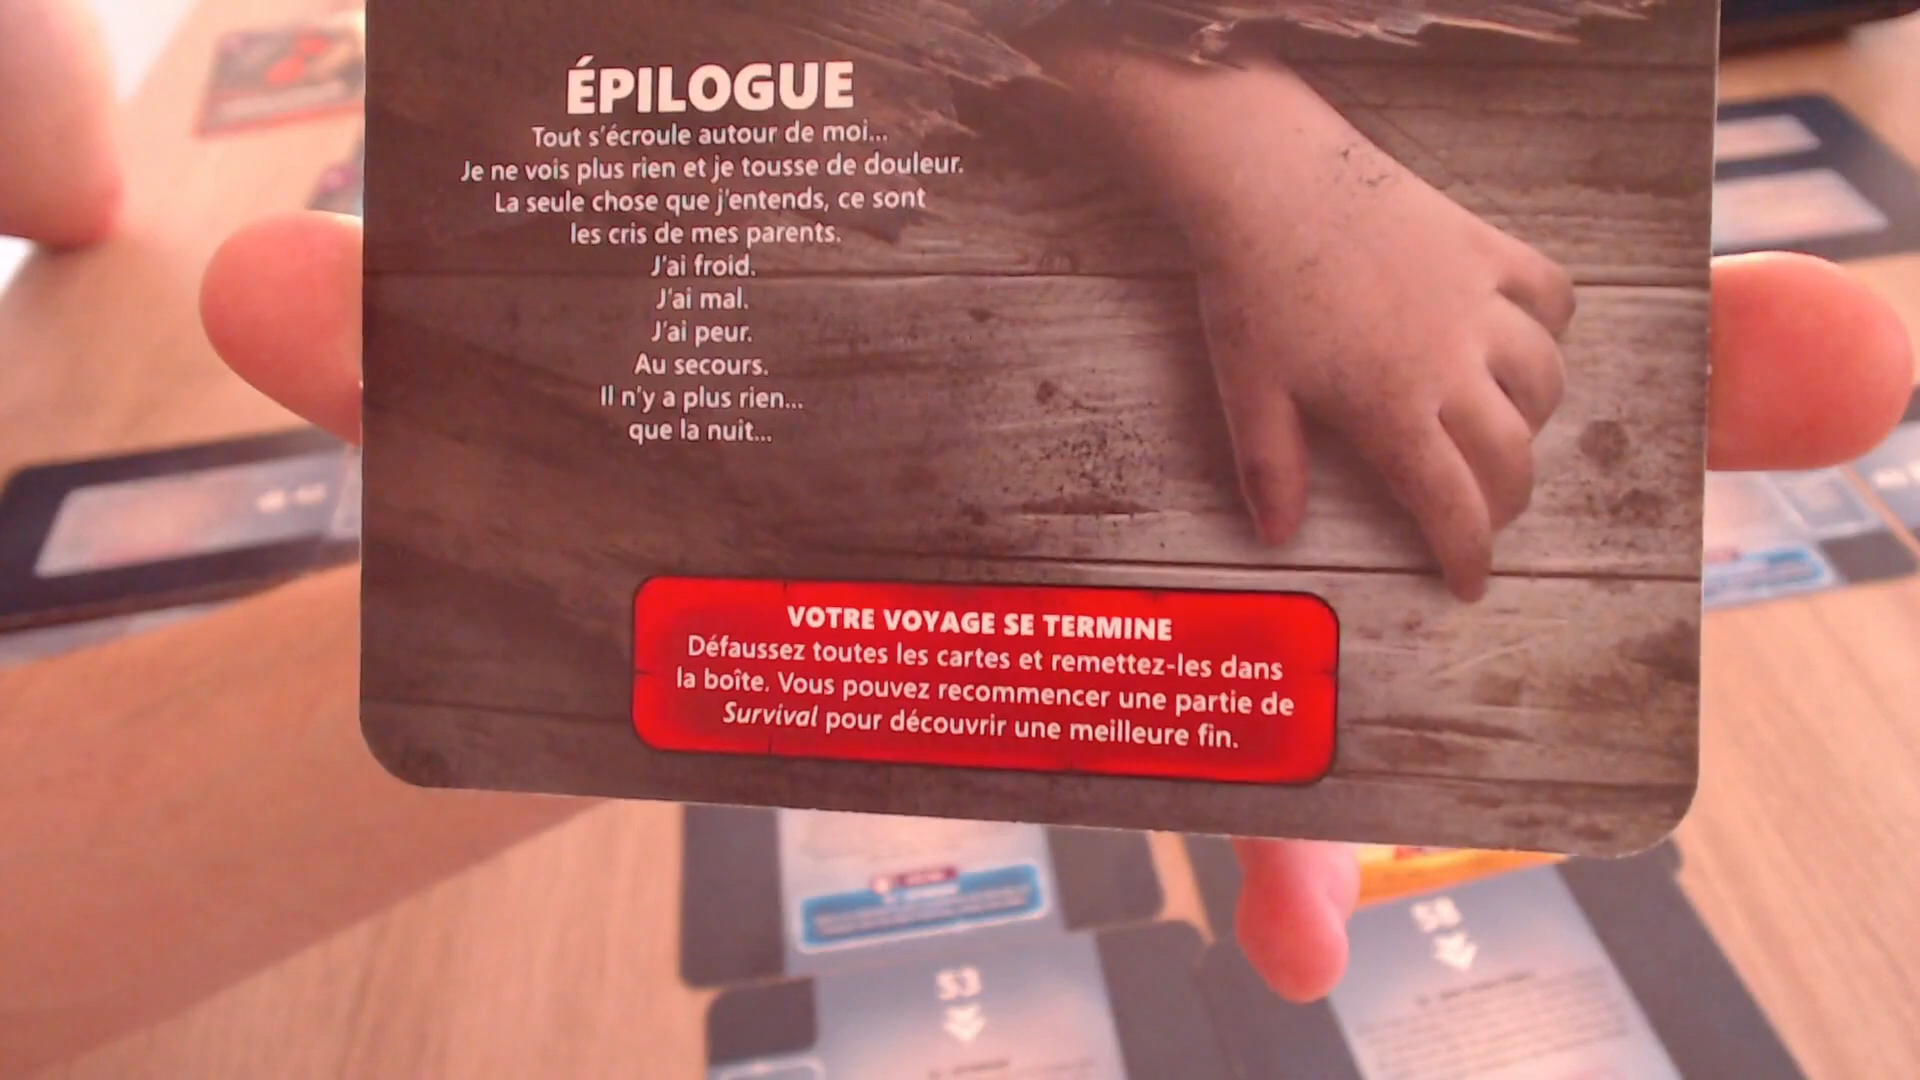 ÉPILOGUE
Tout s'écroule autour de moi...
Je ne vois plus rien et je tousse de douleur.
La seule chose que j'entends, ce sont
les cris de mes parents.
J'ai froid.
J'ai mal.
J'ai peur.
Au secours.
Il n'y a plus rien...
que la nuit...
VOTRE VOYAGE SE TERMINE
Défaussez toutes les cartes et remettez-les dans
la boîte. Vous pouvez recommencer une partie de
Survival pour découvrir une meilleure fin.
58
53